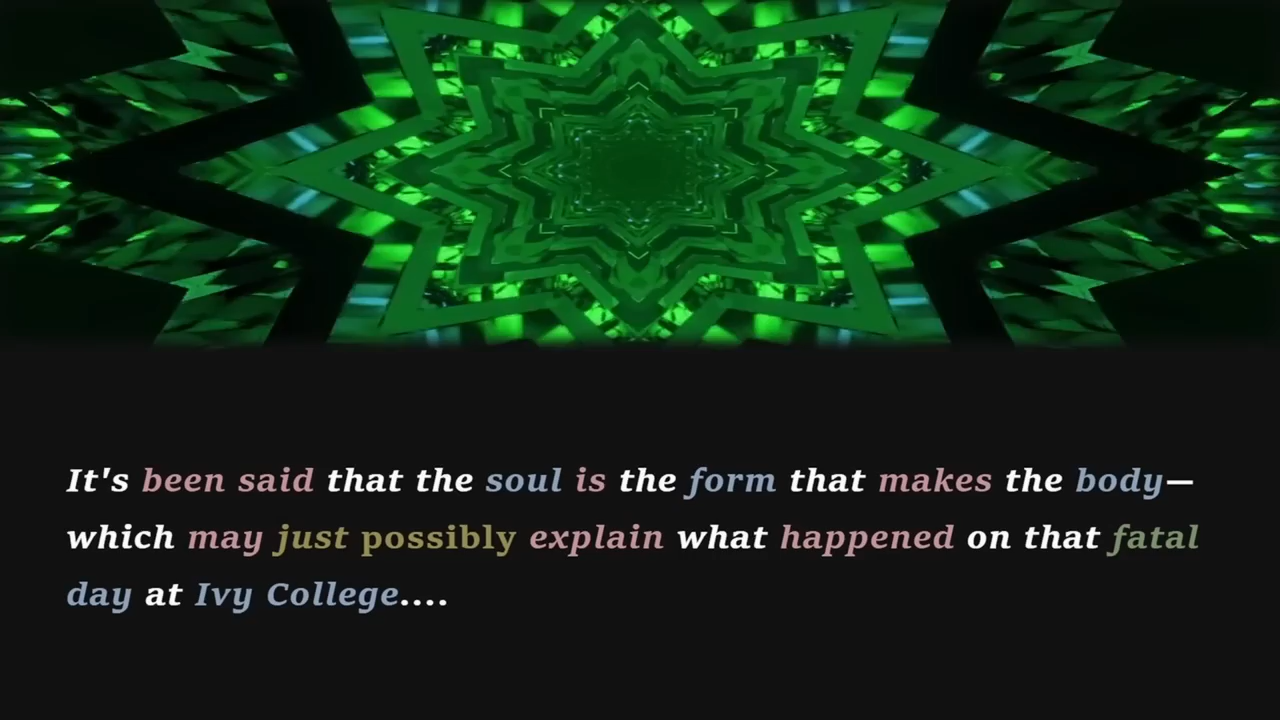 It's been said that the soul is the form that makes the body—
which may just possibly explain what happened on that fatal
day at Ivy College....